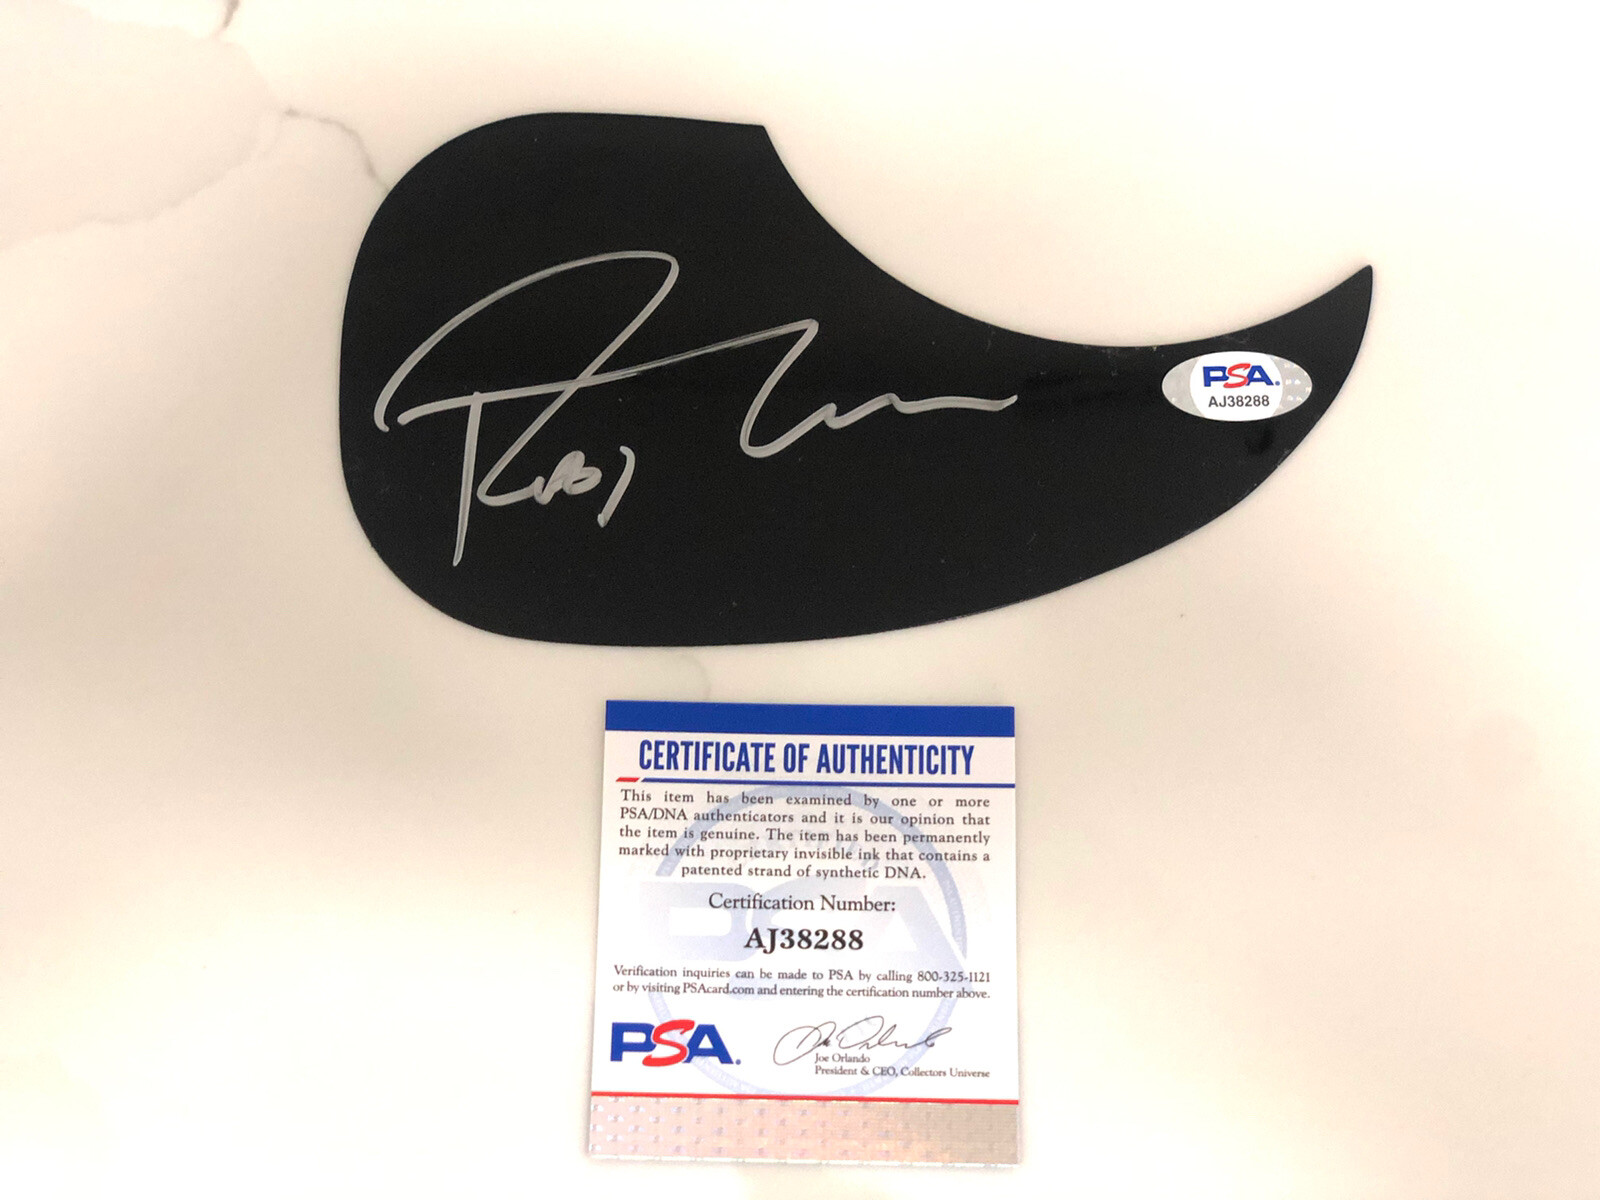 PSA.
AJ38288
CERTIFICATE OF AUTHENTICITY
This item has been examined by one or more
PSA/DNA authenticators and it is our opinion that
the item is genuine. The item has been permanently
marked with proprietary invisible ink that contains a
patented strand of synthetic DNA.
Certification Number:
AJ38288
Verification inquiries can be made to PSA by calling 800-325-1121
or by visiting PSAcard.com and entering the certification number above.
PSA.
Joe Orlando
President & CEO, Collectors Universe